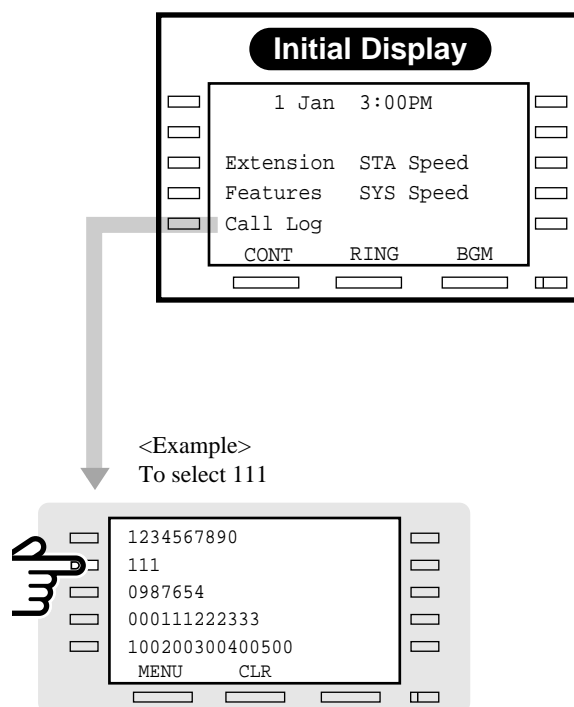 Initial Display
1 Jan 3:00PM
Extension STA Speed
Features SYS Speed
Call Log
CONT RING BGM
<Example>
To select 111
1234567890
111
0987654
000111222333
100200300400500
MENU CLR